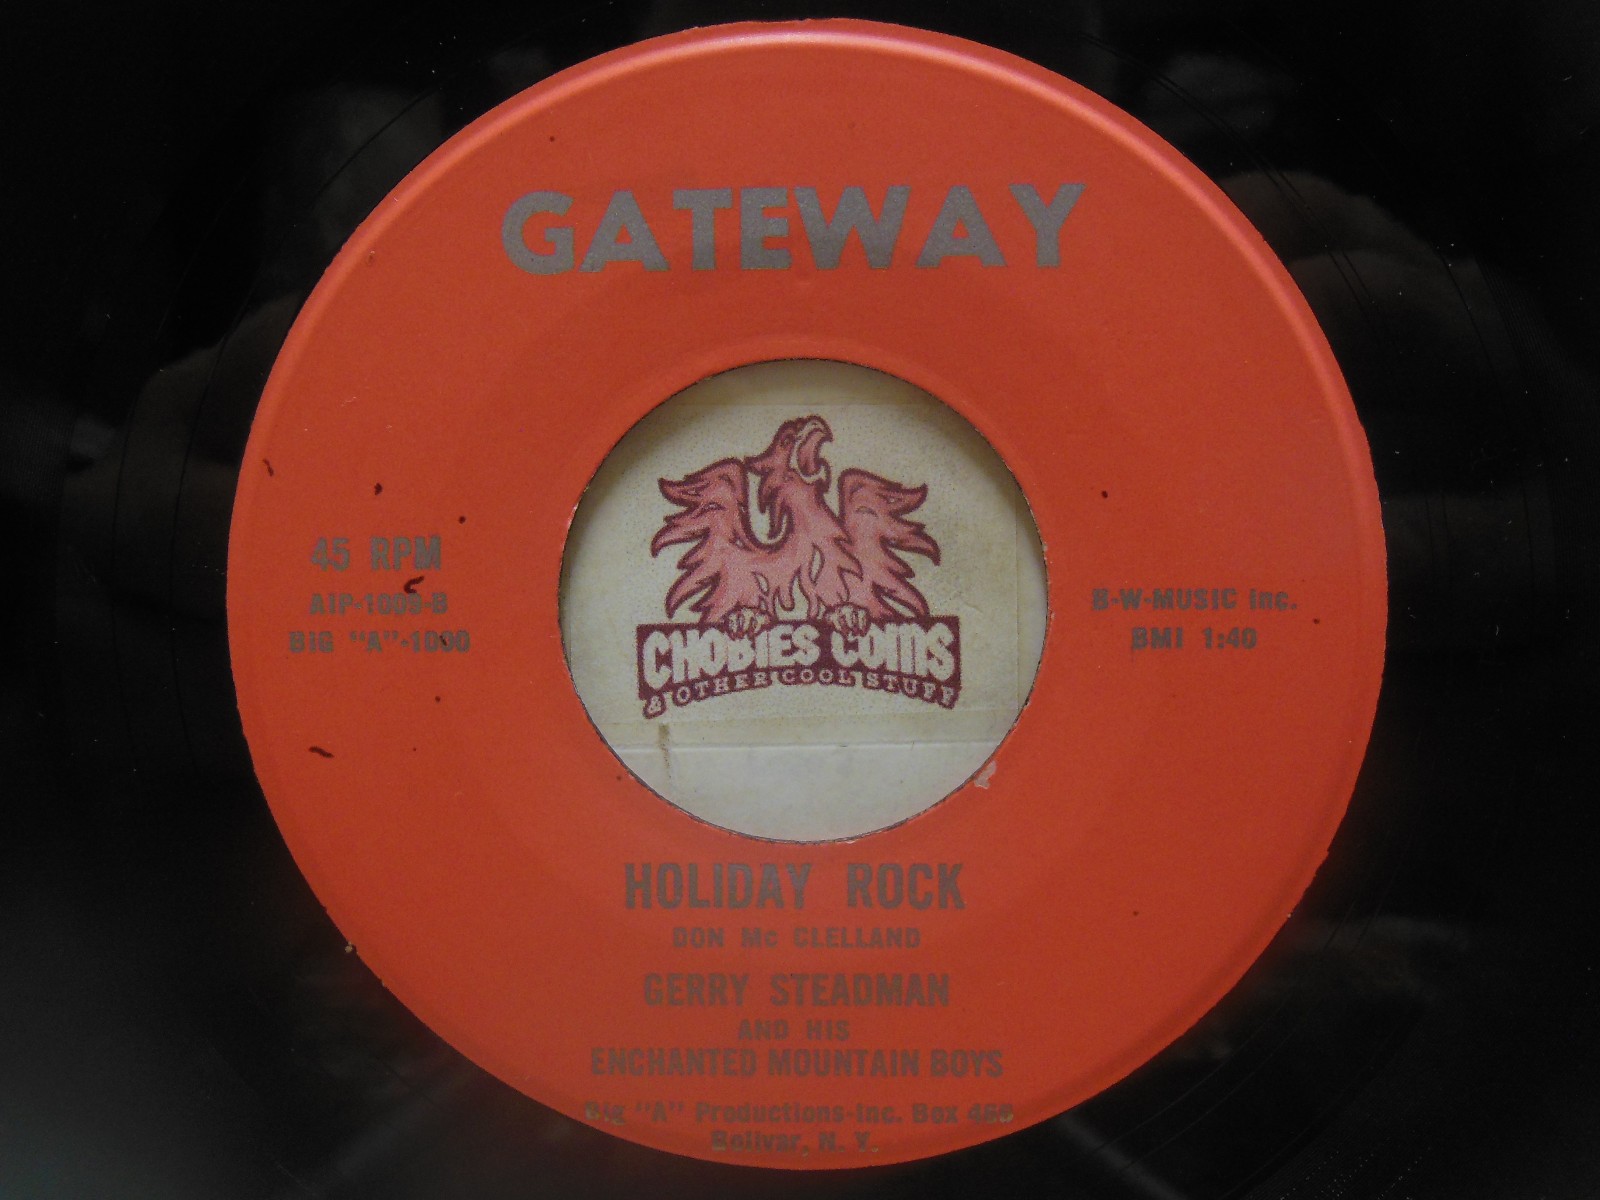 GATEWAY
45 RPM
AIP-1009-B
BIG "A"-1000
B-W-MUSIC Inc.
BMI 1:40
CHOBIES COINS
& OTHER COOL STUFF
HOLIDAY ROCK
DON Mc CLELLAND
GERRY STEADMAN
AND HIS
ENCHANTED MOUNTAIN BOYS
Big "A" Productions-Inc. Box
Bolivar, N. Y.